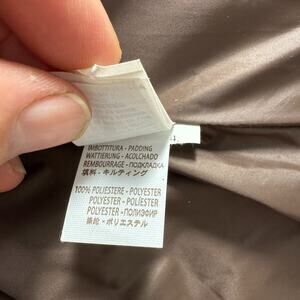 IMBOTTITURA - PADDING
WATTIERUNG - ACOLCHADO
REMBOURRAGE - ПОДКЛАДКА
填料 - キルティング
100% POLIESTERE - POLYESTER
POLYESTER - POLIÉSTER
POLYESTER - ПОЛИЭФИР
涤纶 - ポリエステル